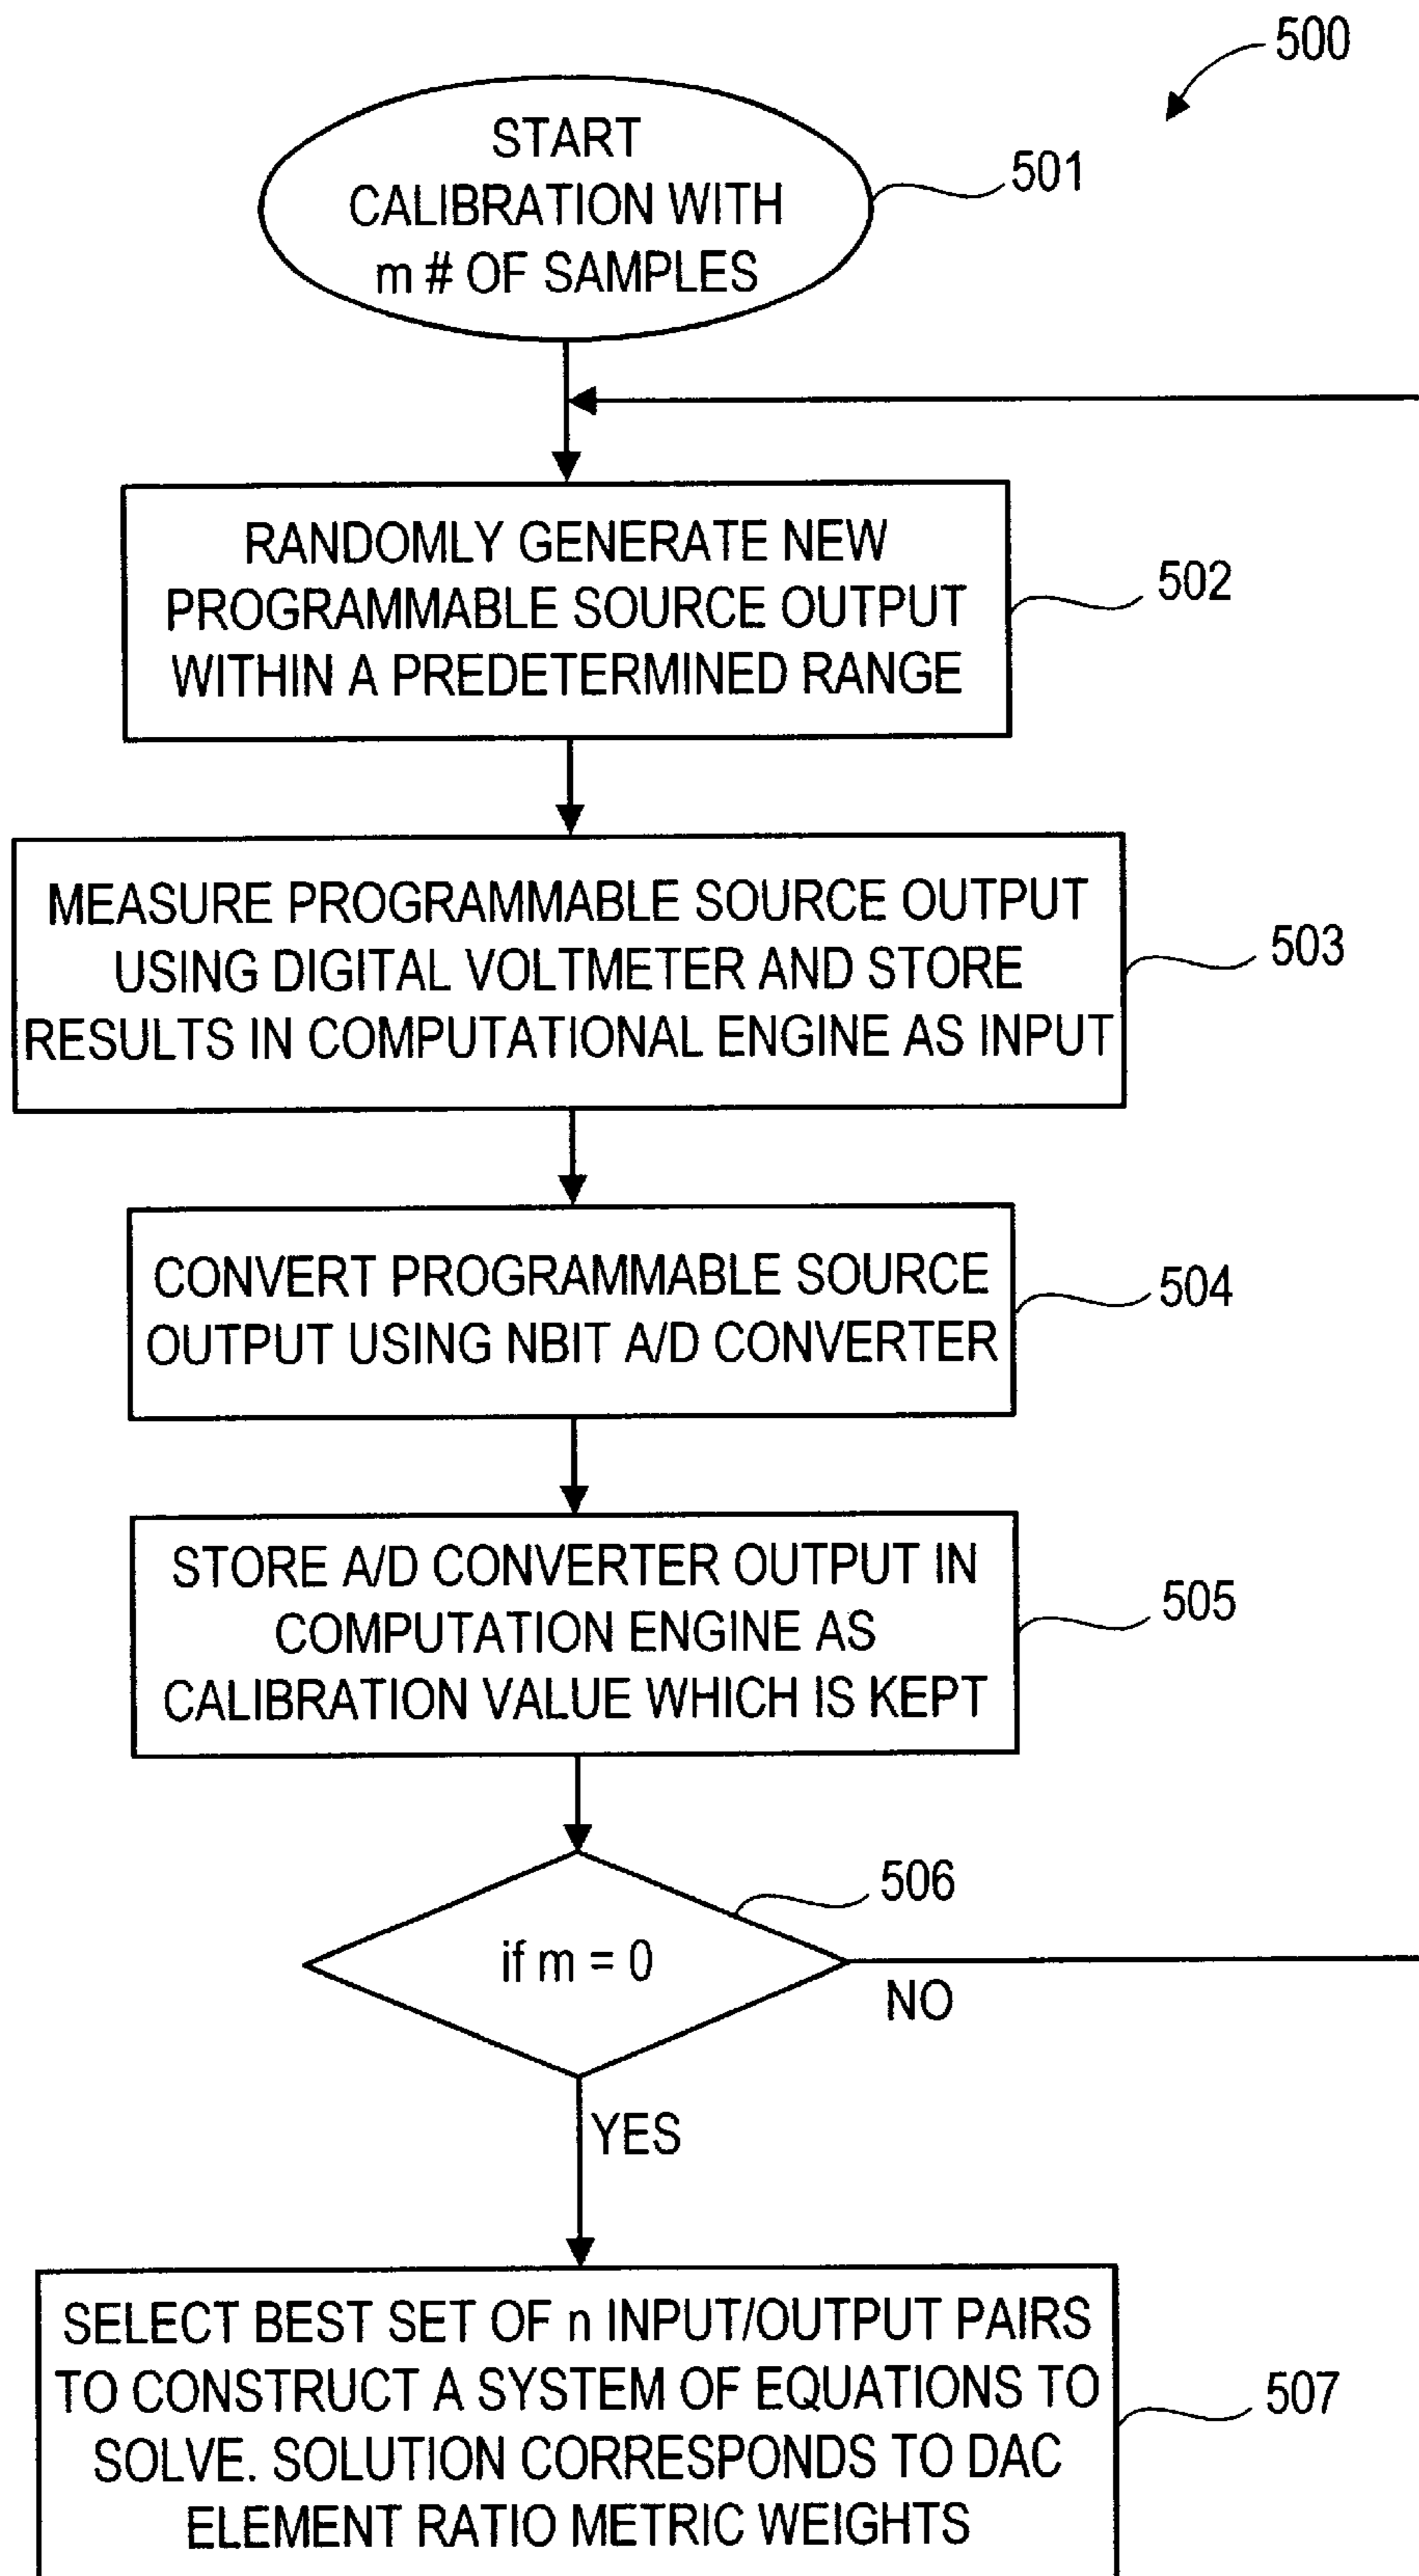 500
START
CALIBRATION WITH
m # OF SAMPLES
501
RANDOMLY GENERATE NEW
PROGRAMMABLE SOURCE OUTPUT
WITHIN A PREDETERMINED RANGE
502
MEASURE PROGRAMMABLE SOURCE OUTPUT
USING DIGITAL VOLTMETER AND STORE
RESULTS IN COMPUTATIONAL ENGINE AS INPUT
503
CONVERT PROGRAMMABLE SOURCE
OUTPUT USING NBIT A/D CONVERTER
504
STORE A/D CONVERTER OUTPUT IN
COMPUTATION ENGINE AS
CALIBRATION VALUE WHICH IS KEPT
505
506
if m = 0
NO
YES
SELECT BEST SET OF n INPUT/OUTPUT PAIRS
TO CONSTRUCT A SYSTEM OF EQUATIONS TO
SOLVE. SOLUTION CORRESPONDS TO DAC
ELEMENT RATIO METRIC WEIGHTS
507